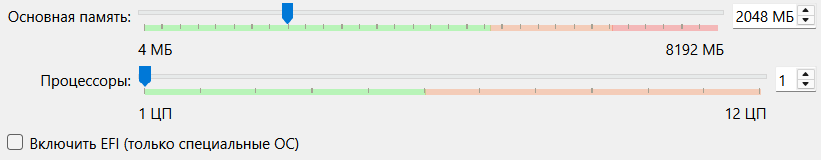 Основная память: 2048 МБ
4 МБ 8192 МБ
Процессоры: 1
1 ЦП 12 ЦП
Включить EFI (только специальные ОС)